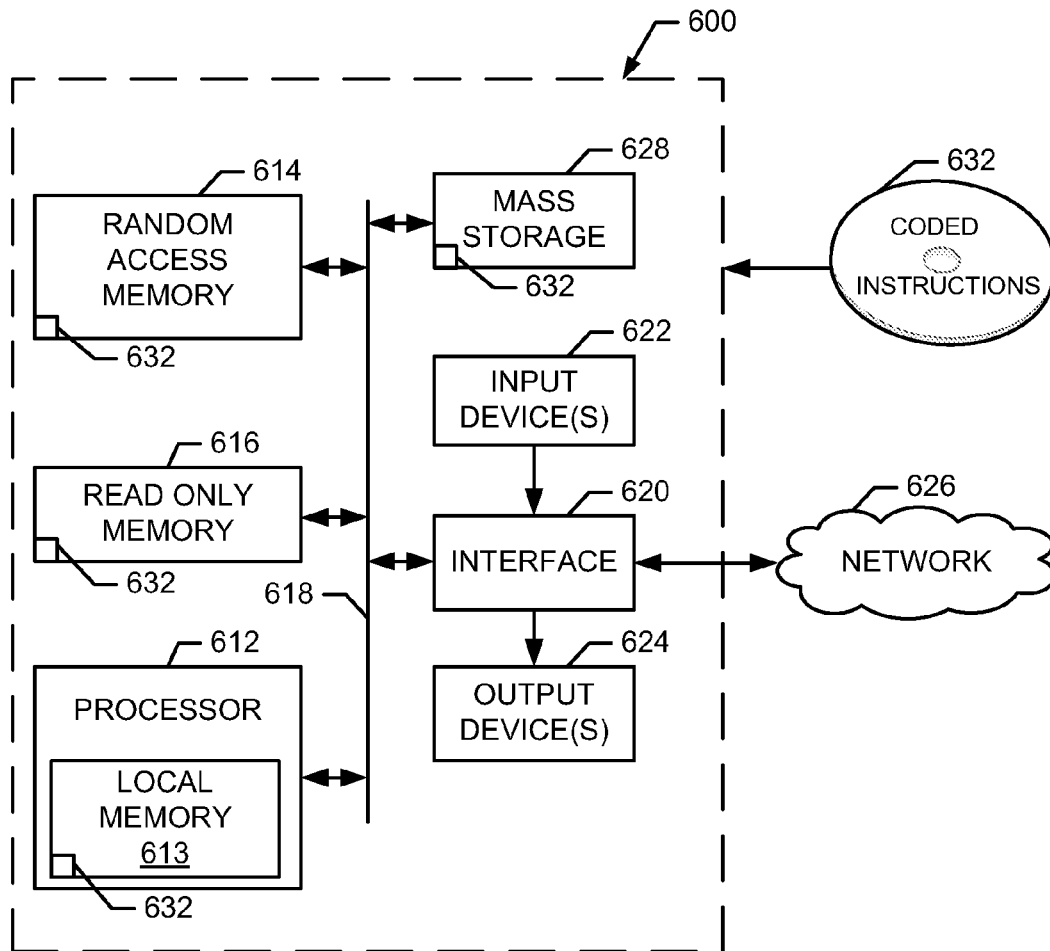 600
614
RANDOM
ACCESS
MEMORY
632
628
MASS
STORAGE
632
632
CODED
INSTRUCTIONS
622
INPUT
DEVICE(S)
616
READ ONLY
MEMORY
632
620
INTERFACE
626
NETWORK
618
612
PROCESSOR
LOCAL
MEMORY
613
632
624
OUTPUT
DEVICE(S)